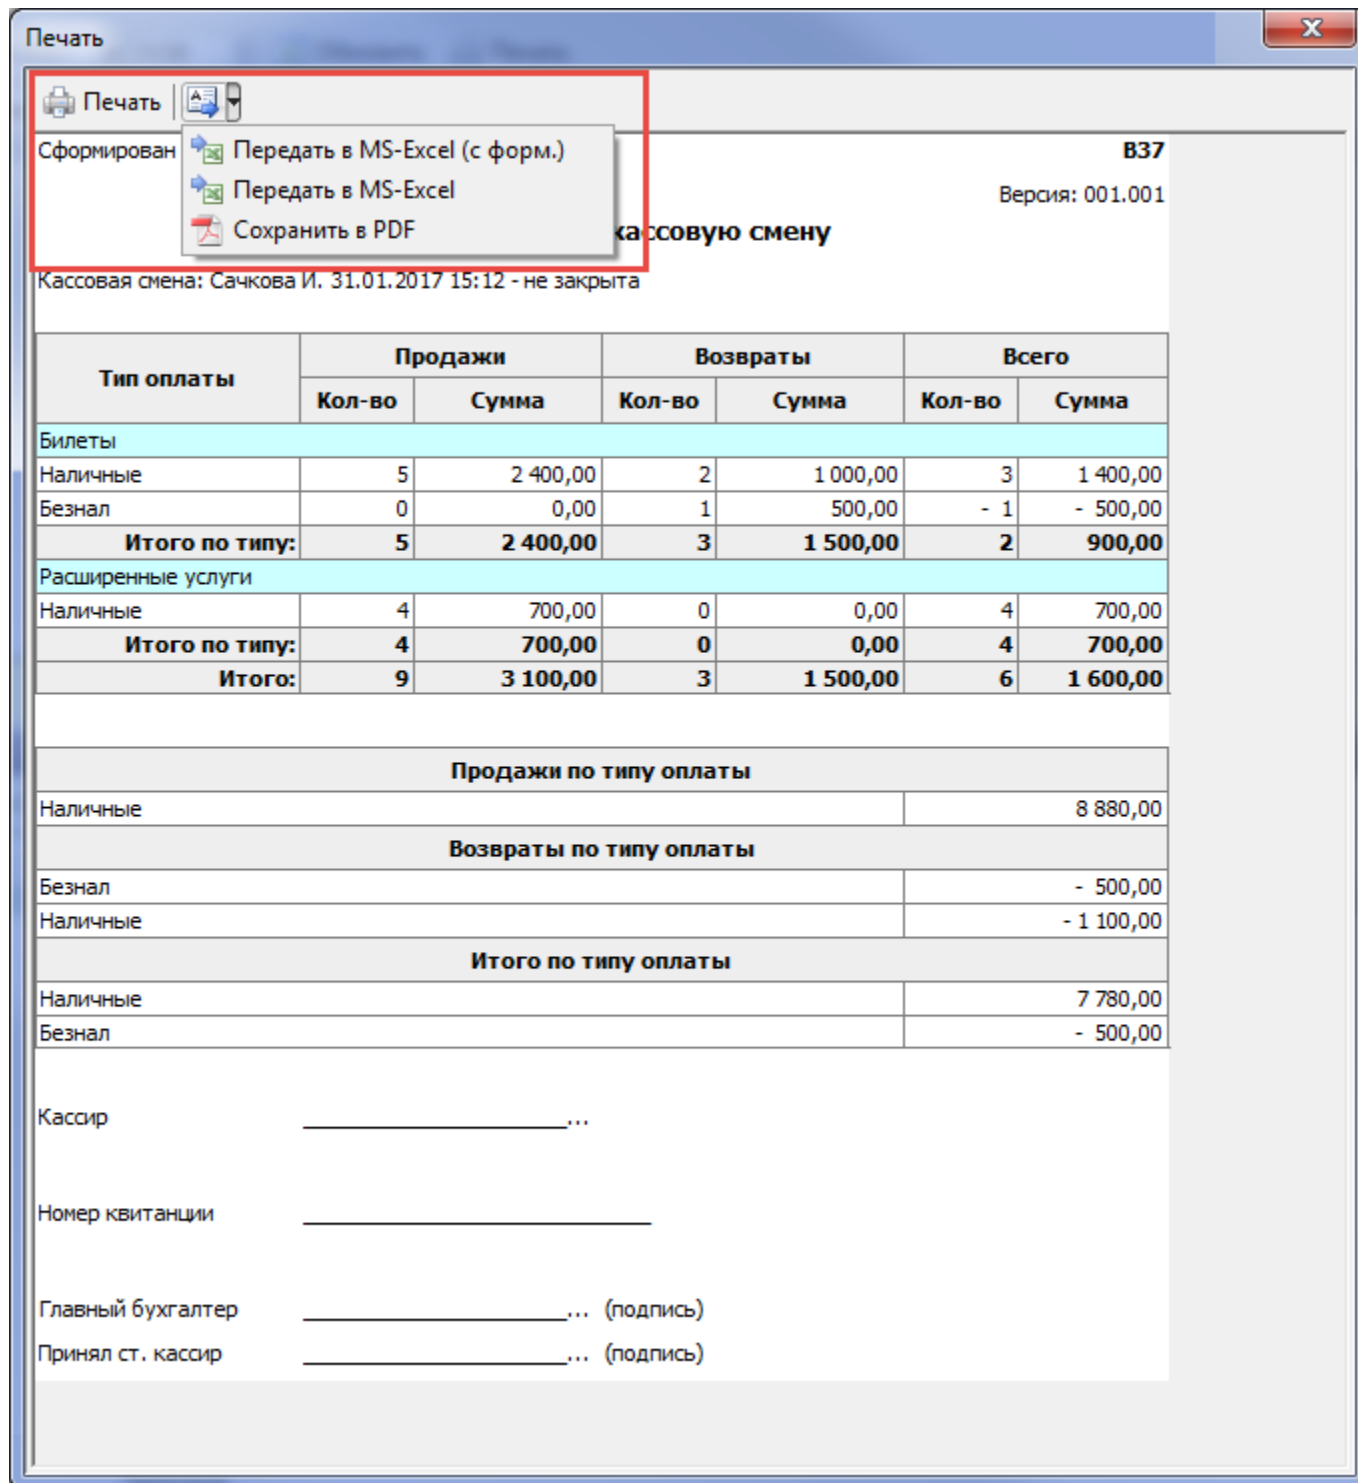 Печать
Печать
Передать в MS-Excel (с форм.)
Передать в MS-Excel
Сохранить в PDF
Сформирован
B37
Версия: 001.001
кассовую смену
Кассовая смена: Сачкова И. 31.01.2017 15:12 - не закрыта
Тип оплаты Продажи Возвраты Всего
Кол-во Сумма Кол-во Сумма Кол-во Сумма
Билеты
Наличные 5 2 400,00 2 1 000,00 3 1 400,00
Безнал 0 0,00 1 500,00 - 1 - 500,00
Итого по типу: 5 2 400,00 3 1 500,00 2 900,00
Расширенные услуги
Наличные 4 700,00 0 0,00 4 700,00
Итого по типу: 4 700,00 0 0,00 4 700,00
Итого: 9 3 100,00 3 1 500,00 6 1 600,00
Продажи по типу оплаты
Наличные 8 880,00
Возвраты по типу оплаты
Безнал - 500,00
Наличные - 1 100,00
Итого по типу оплаты
Наличные 7 780,00
Безнал - 500,00
Кассир ...
Номер квитанции
Главный бухгалтер ... (подпись)
Принял ст. кассир ... (подпись)